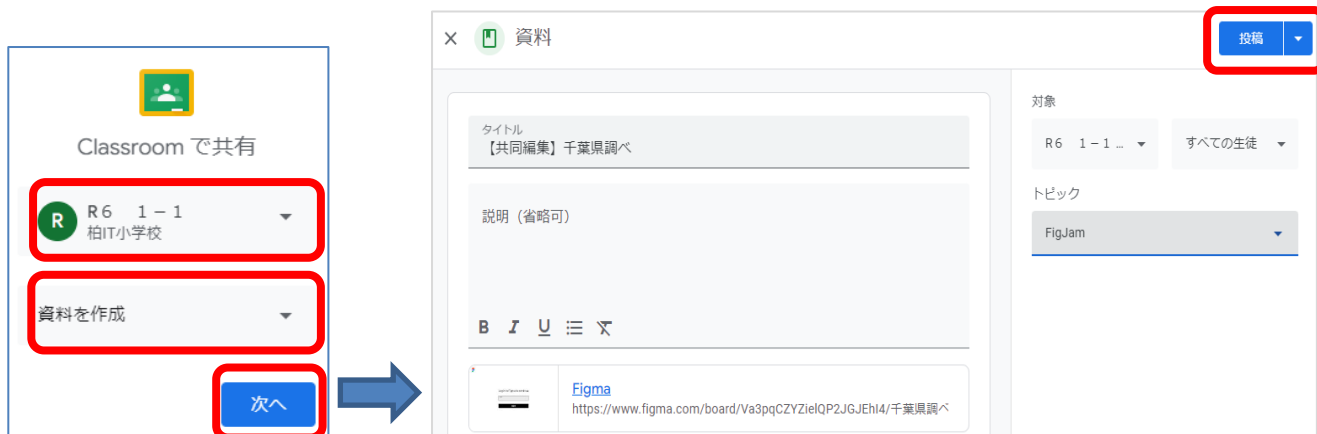 Classroom で共有
R
R6 1-1
柏IT小学校
資料を作成
次へ
資料
投稿
タイトル
【共同編集】千葉県調べ
説明（省略可）
B I U
Figma
https://www.figma.com/board/Va3pqCZYZielQP2JGJEhI4/千葉県調べ
対象
R6 1-1 …
すべての生徒
トピック
FigJam